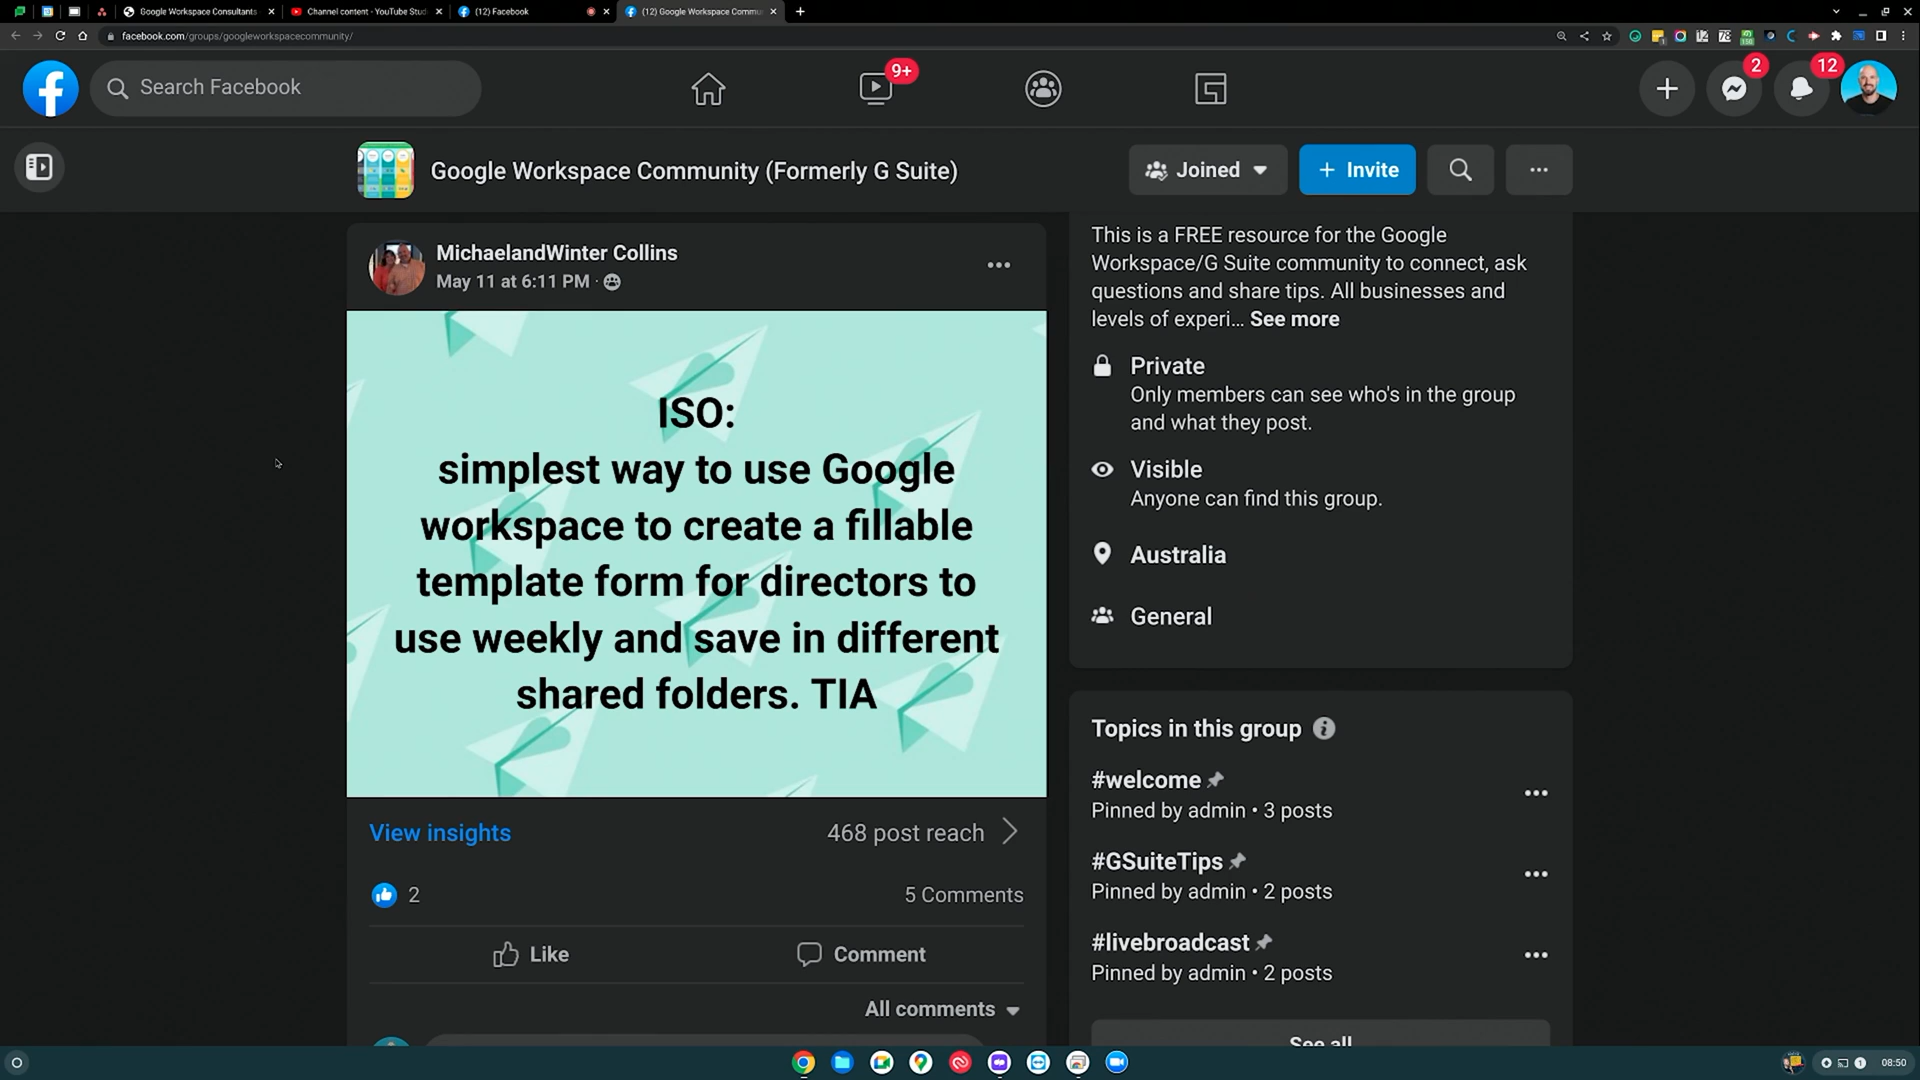 Google Workspace Consultants
Channel content - YouTube Stud
(12) Facebook
(12) Google Workspace Commu
facebook.com/groups/googleworkspacecommunity/
Search Facebook
9+
2
12
Google Workspace Community (Formerly G Suite)
Joined
+ Invite
MichaelandWinter Collins
May 11 at 6:11 PM ·
ISO:
simplest way to use Google
workspace to create a fillable
template form for directors to
use weekly and save in different
shared folders. TIA
View insights
468 post reach
2
5 Comments
Like
Comment
All comments
This is a FREE resource for the Google
Workspace/G Suite community to connect, ask
questions and share tips. All businesses and
levels of experi... See more
Private
Only members can see who's in the group
and what they post.
Visible
Anyone can find this group.
Australia
General
Topics in this group
#welcome
Pinned by admin • 3 posts
#GSuiteTips
Pinned by admin • 2 posts
#livebroadcast
Pinned by admin • 2 posts
See all
08:50